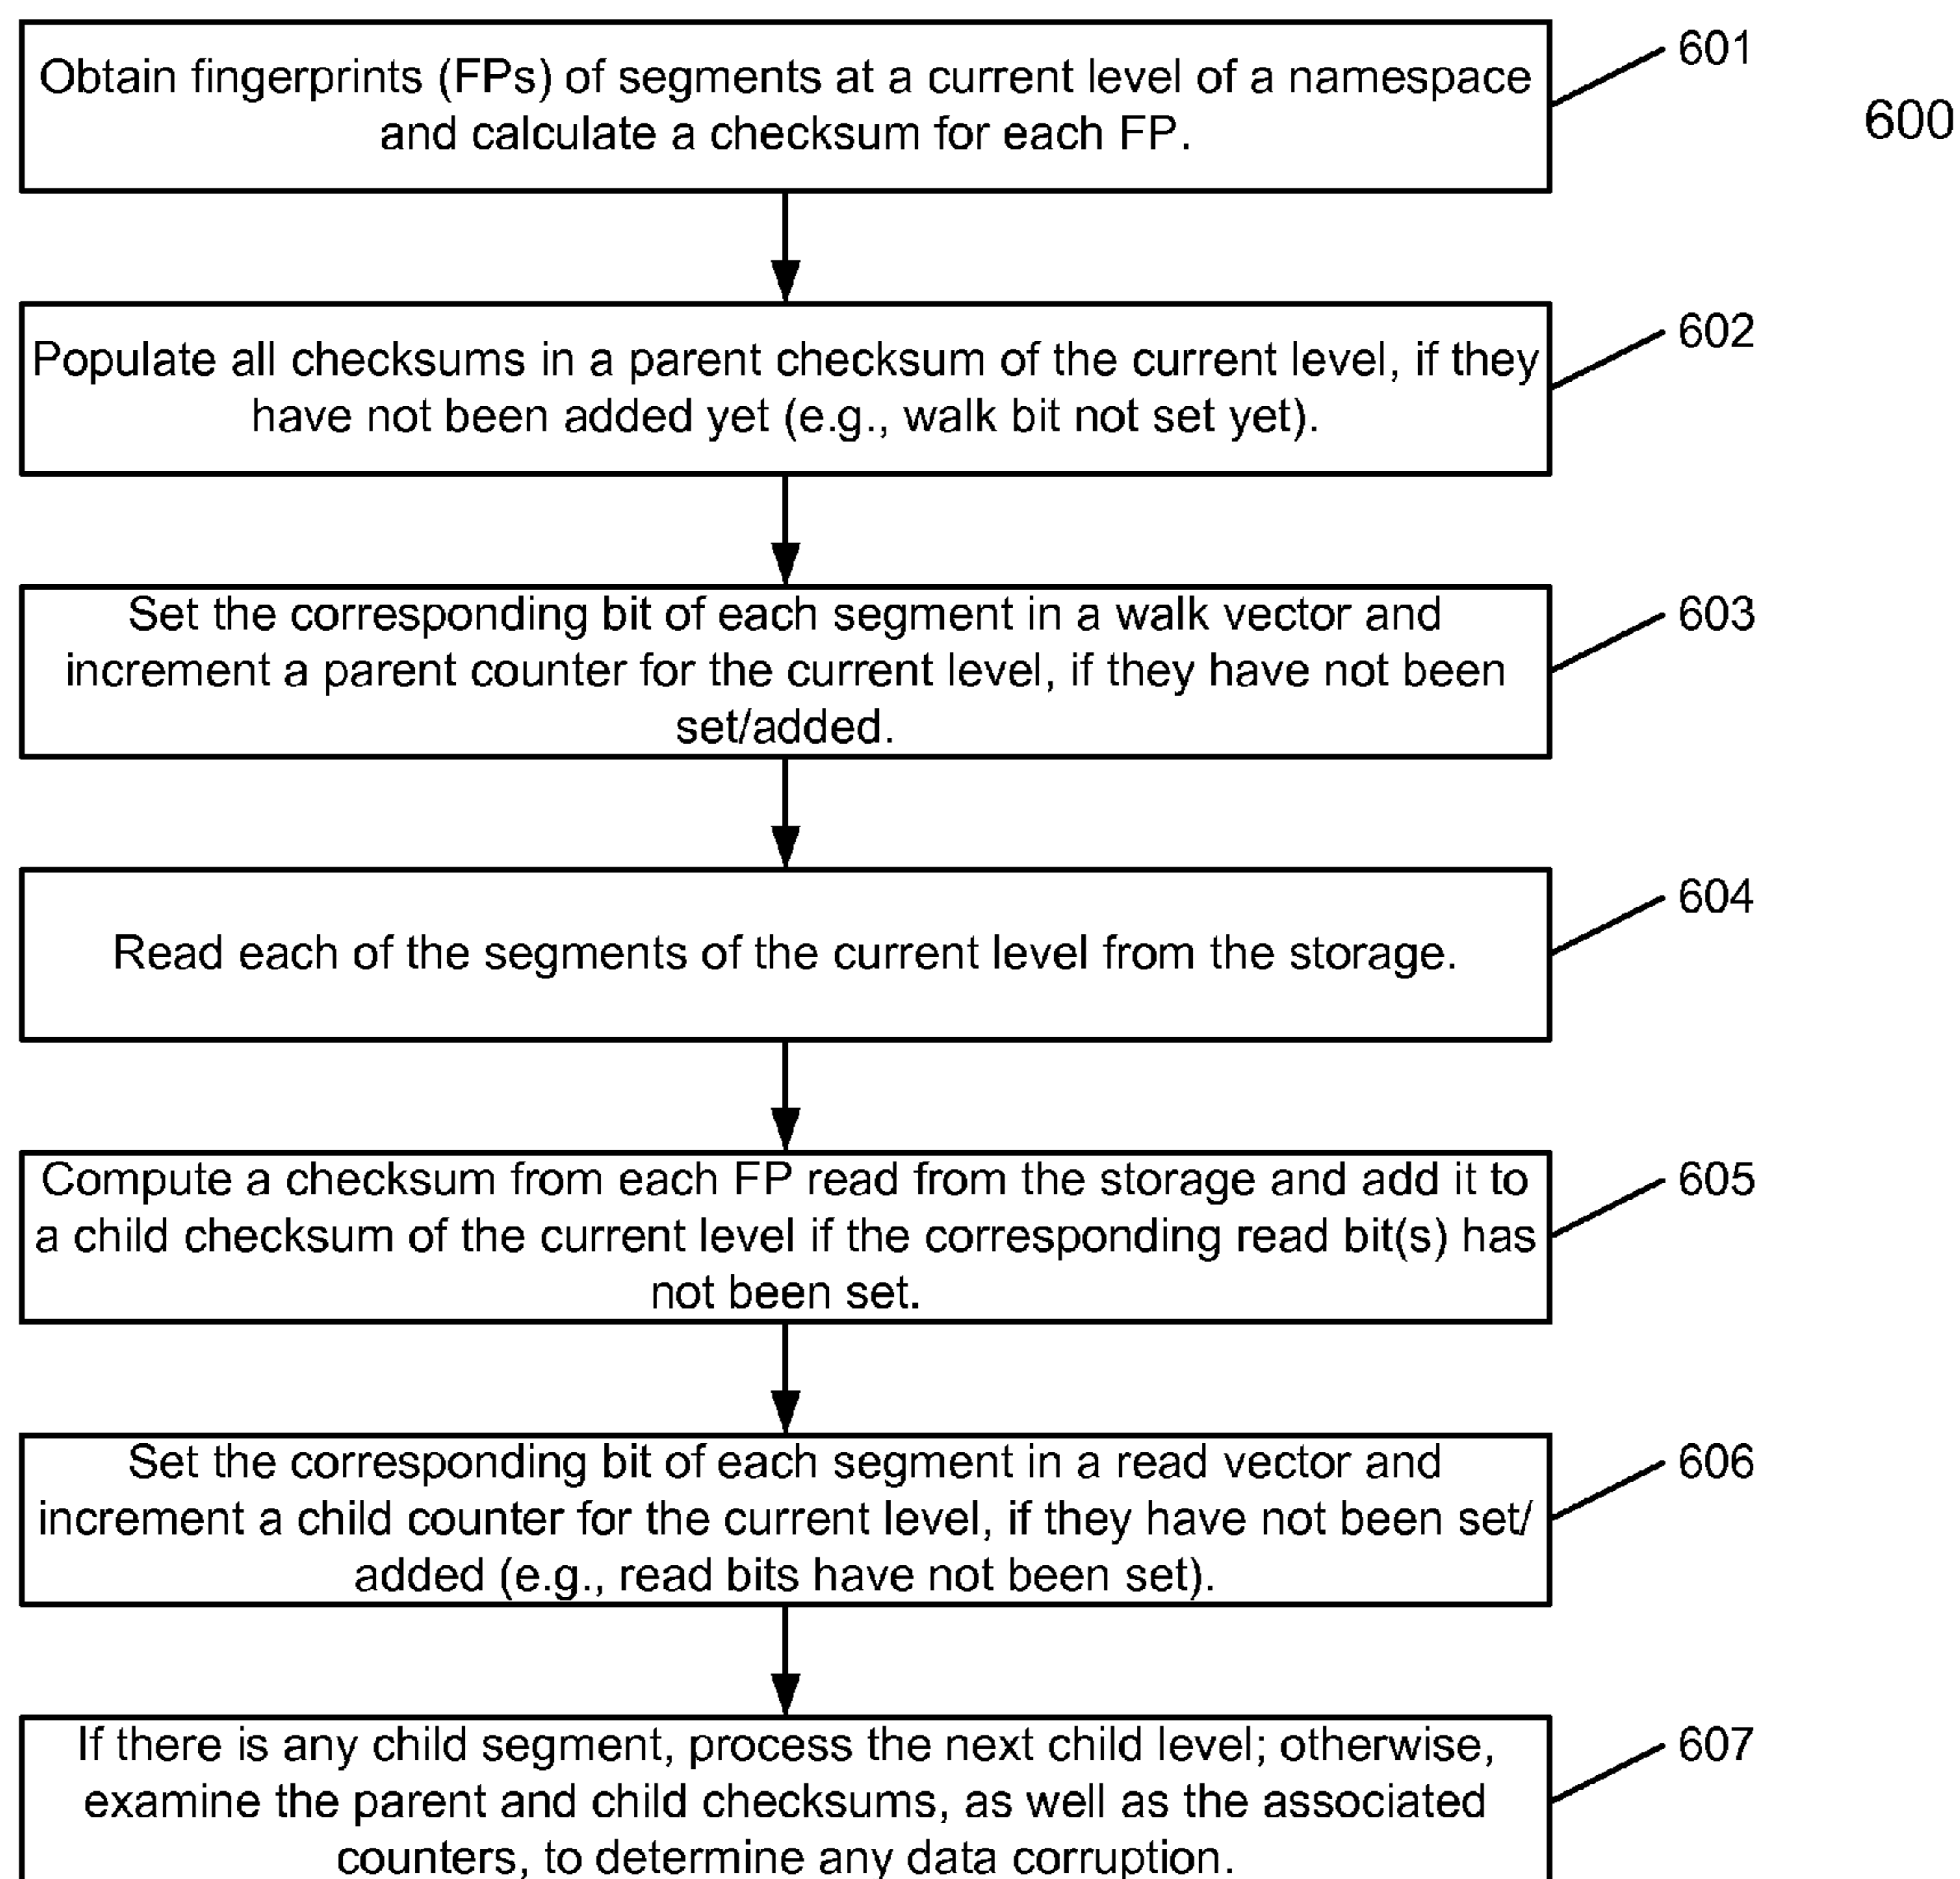 Obtain fingerprints (FPs) of segments at a current level of a namespace
and calculate a checksum for each FP.
601
600
Populate all checksums in a parent checksum of the current level, if they
have not been added yet (e.g., walk bit not set yet).
602
Set the corresponding bit of each segment in a walk vector and
increment a parent counter for the current level, if they have not been
set/added.
603
Read each of the segments of the current level from the storage.
604
Compute a checksum from each FP read from the storage and add it to
a child checksum of the current level if the corresponding read bit(s) has
not been set.
605
Set the corresponding bit of each segment in a read vector and
increment a child counter for the current level, if they have not been set/
added (e.g., read bits have not been set).
606
If there is any child segment, process the next child level; otherwise,
examine the parent and child checksums, as well as the associated
counters, to determine any data corruption.
607